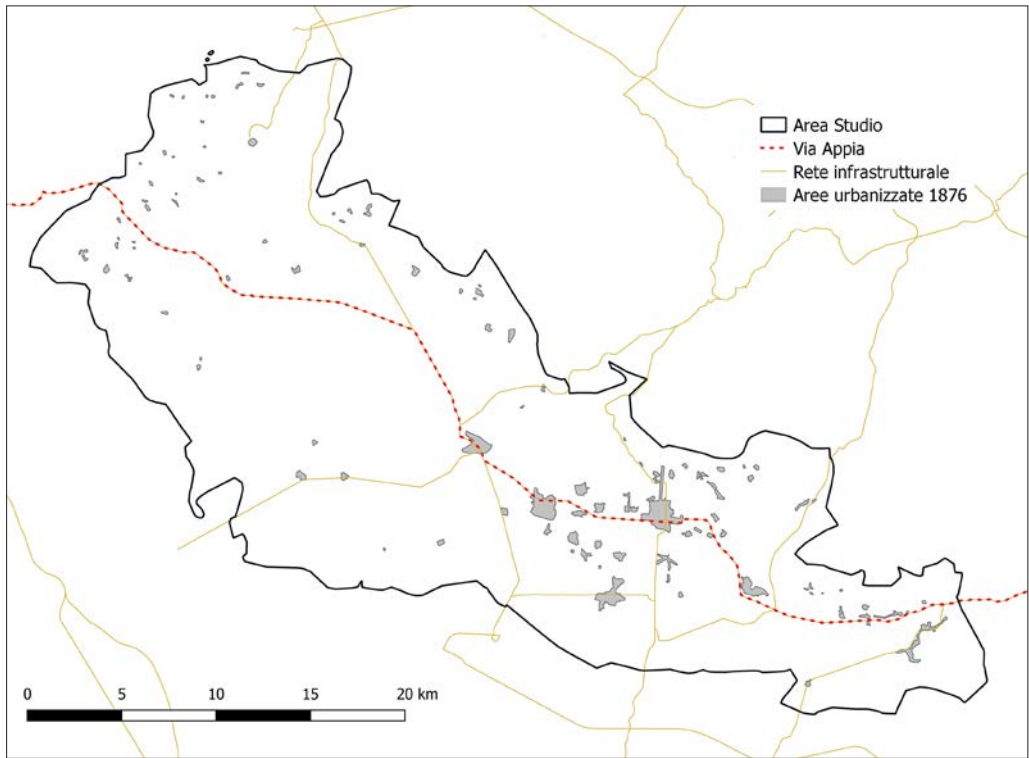 Area Studio
Via Appia
Rete infrastrutturale
Aree urbanizzate 1876
0 5 10 15 20 km